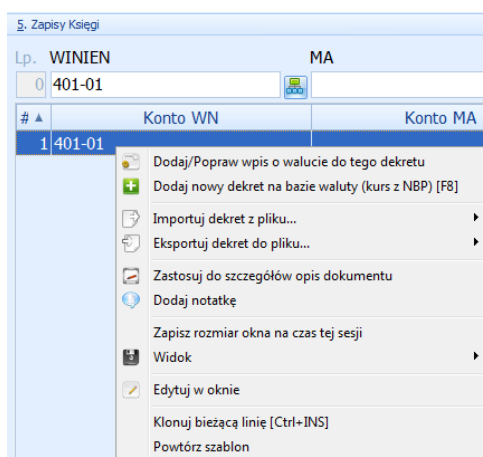 5. Zapisy Księgi
Lp. WINIEN MA
0 401-01
# Konto WN Konto MA
1 401-01
Dodaj/Popraw wpis o walucie do tego dekretu
Dodaj nowy dekret na bazie waluty (kurs z NBP) [F8]
Importuj dekret z pliku...
Eksportuj dekret do pliku...
Zastosuj do szczegółów opis dokumentu
Dodaj notatkę
Zapisz rozmiar okna na czas tej sesji
Widok
Edytuj w oknie
Klonuj bieżącą linię [Ctrl+INS]
Powtórz szablon